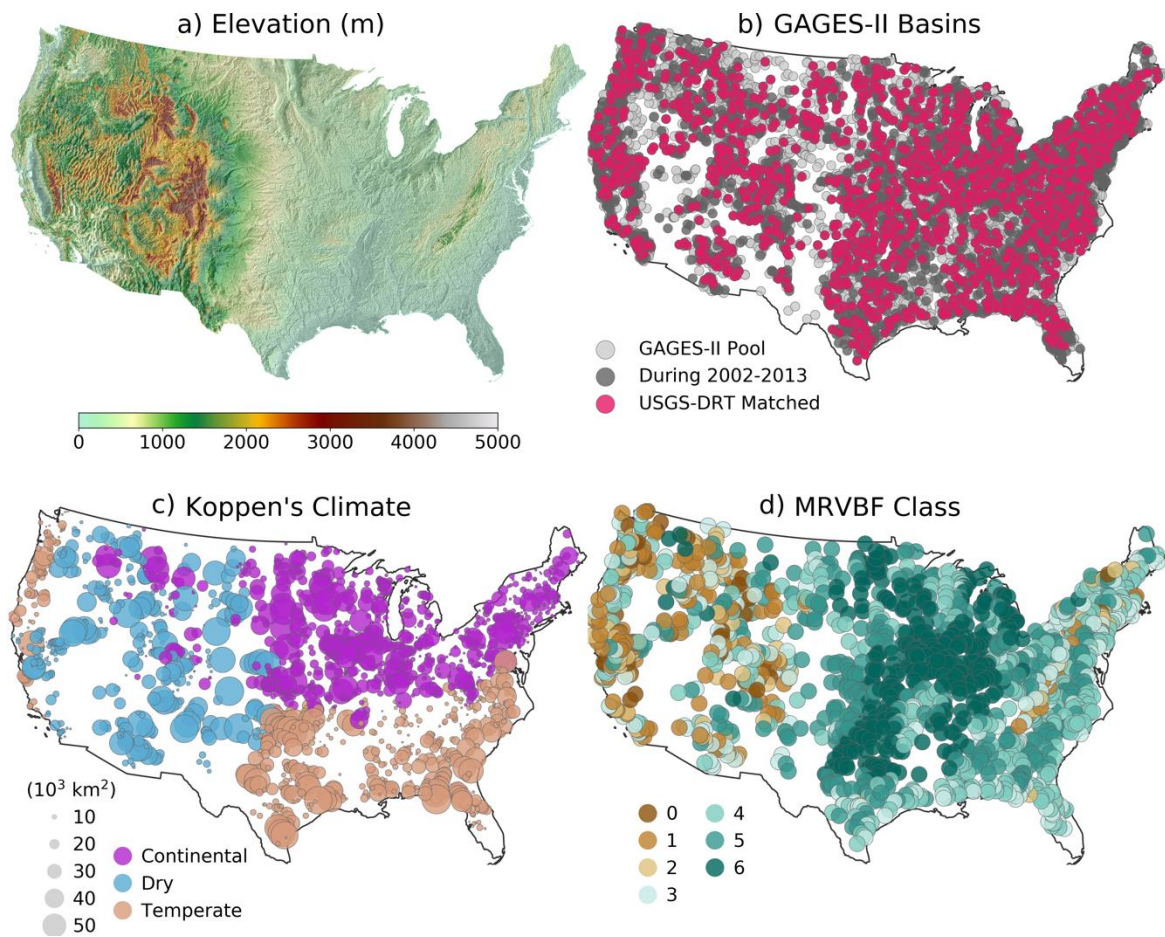 a) Elevation (m)
0 1000 2000 3000 4000 5000
b) GAGES-II Basins
GAGES-II Pool
During 2002-2013
USGS-DRT Matched
c) Koppen's Climate
(10³ km²)
10
20
30
40
50
Continental
Dry
Temperate
d) MRVBF Class
0 4
1 5
2 6
3